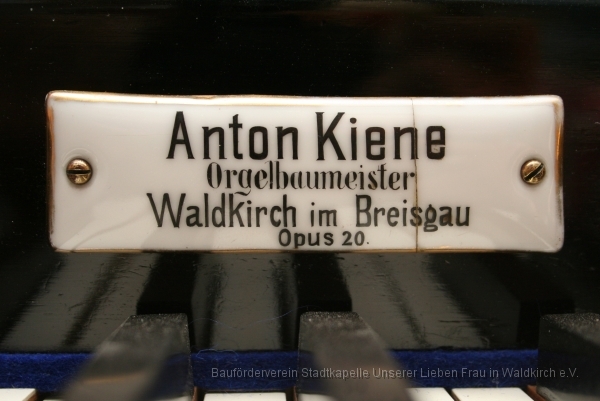 Anton Kiene
Orgelbaumeister
Waldkirch im Breisgau
Opus 20.
Bauförderverein Stadtkapelle Unserer Lieben Frau in Waldkirch e.V.